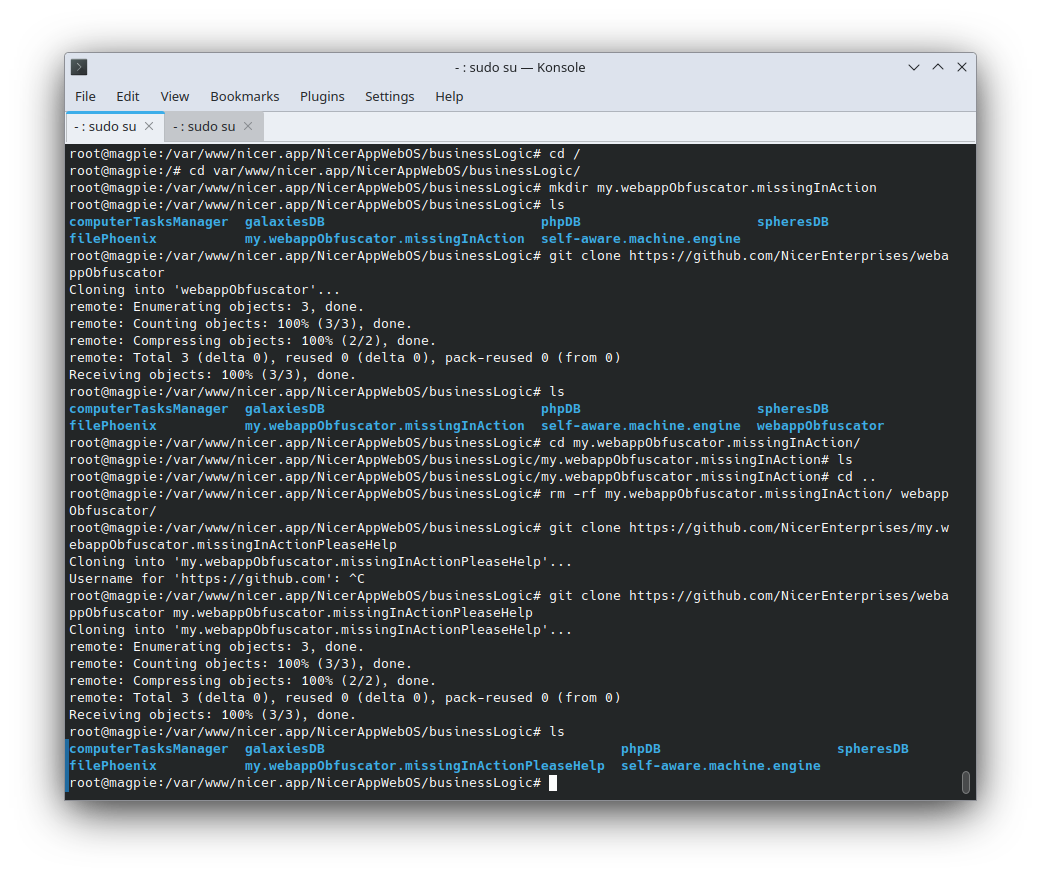 - : sudo su — Konsole
File Edit View Bookmarks Plugins Settings Help
- : sudo su - : sudo su
root@magpie:/var/www/nicer.app/NicerAppWebOS/businessLogic# cd /
root@magpie:/# cd var/www/nicer.app/NicerAppWebOS/businessLogic/
root@magpie:/var/www/nicer.app/NicerAppWebOS/businessLogic# mkdir my.webappObfuscator.missingInAction
root@magpie:/var/www/nicer.app/NicerAppWebOS/businessLogic# ls
computerTasksManager galaxiesDB phpDB spheresDB
filePhoenix my.webappObfuscator.missingInAction self-aware.machine.engine
root@magpie:/var/www/nicer.app/NicerAppWebOS/businessLogic# git clone https://github.com/NicerEnterprises/weba
ppObfuscator
Cloning into 'webappObfuscator'...
remote: Enumerating objects: 3, done.
remote: Counting objects: 100% (3/3), done.
remote: Compressing objects: 100% (2/2), done.
remote: Total 3 (delta 0), reused 0 (delta 0), pack-reused 0 (from 0)
Receiving objects: 100% (3/3), done.
root@magpie:/var/www/nicer.app/NicerAppWebOS/businessLogic# ls
computerTasksManager galaxiesDB phpDB spheresDB
filePhoenix my.webappObfuscator.missingInAction self-aware.machine.engine webappObfuscator
root@magpie:/var/www/nicer.app/NicerAppWebOS/businessLogic# cd my.webappObfuscator.missingInAction/
root@magpie:/var/www/nicer.app/NicerAppWebOS/businessLogic/my.webappObfuscator.missingInAction# ls
root@magpie:/var/www/nicer.app/NicerAppWebOS/businessLogic/my.webappObfuscator.missingInAction# cd ..
root@magpie:/var/www/nicer.app/NicerAppWebOS/businessLogic# rm -rf my.webappObfuscator.missingInAction/ webapp
Obfuscator/
root@magpie:/var/www/nicer.app/NicerAppWebOS/businessLogic# git clone https://github.com/NicerEnterprises/my.w
ebappObfuscator.missingInActionPleaseHelp
Cloning into 'my.webappObfuscator.missingInActionPleaseHelp'...
Username for 'https://github.com': ^C
root@magpie:/var/www/nicer.app/NicerAppWebOS/businessLogic# git clone https://github.com/NicerEnterprises/weba
ppObfuscator my.webappObfuscator.missingInActionPleaseHelp
Cloning into 'my.webappObfuscator.missingInActionPleaseHelp'...
remote: Enumerating objects: 3, done.
remote: Counting objects: 100% (3/3), done.
remote: Compressing objects: 100% (2/2), done.
remote: Total 3 (delta 0), reused 0 (delta 0), pack-reused 0 (from 0)
Receiving objects: 100% (3/3), done.
root@magpie:/var/www/nicer.app/NicerAppWebOS/businessLogic# ls
computerTasksManager galaxiesDB phpDB spheresDB
filePhoenix my.webappObfuscator.missingInActionPleaseHelp self-aware.machine.engine
root@magpie:/var/www/nicer.app/NicerAppWebOS/businessLogic#